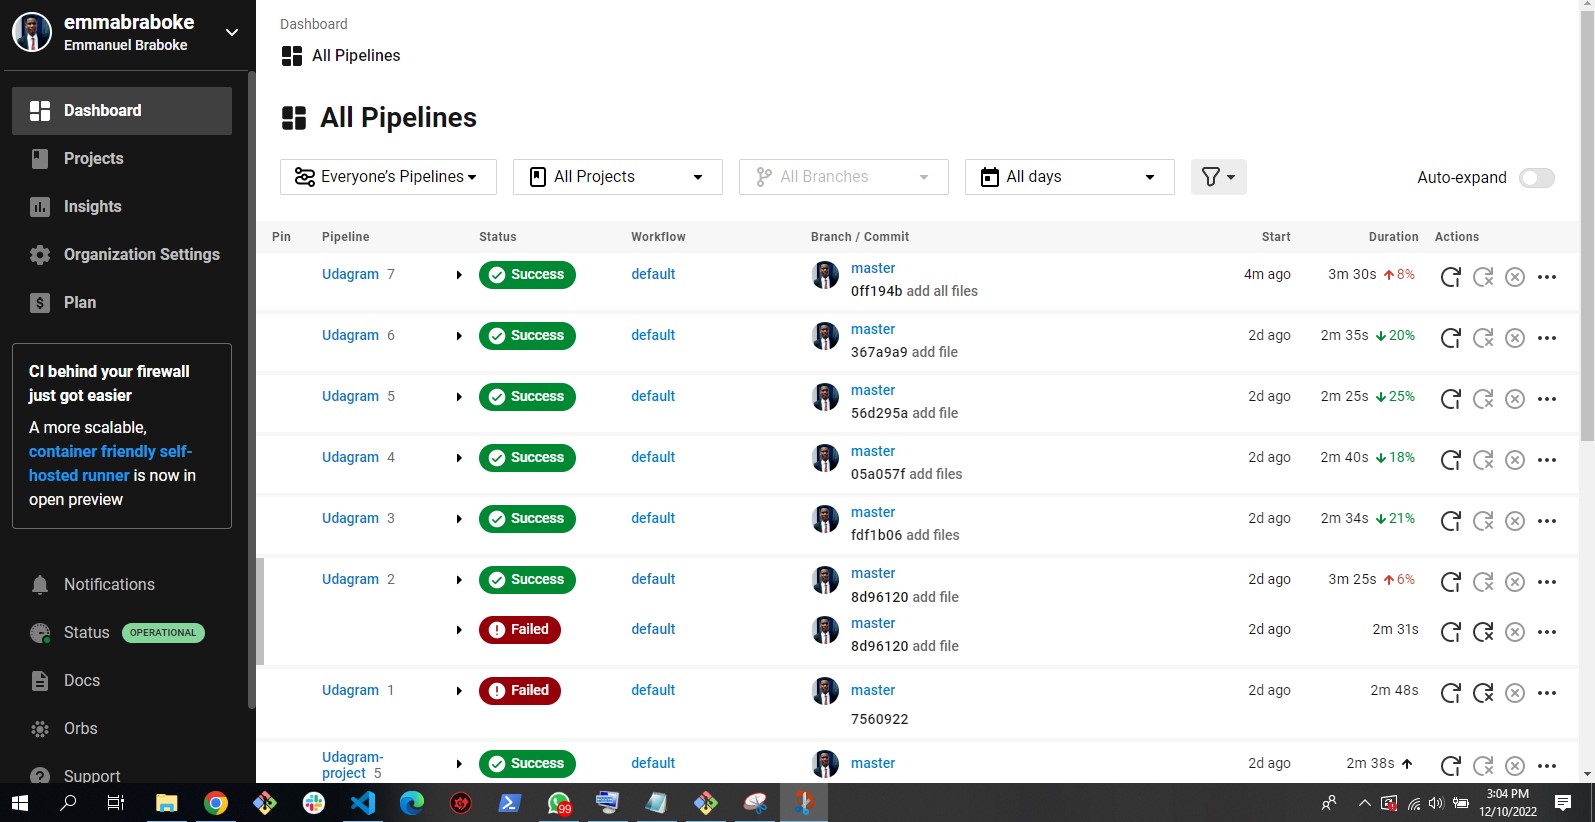 emmabraboke
Emmanuel Braboke
Dashboard
Projects
Insights
Organization Settings
Plan
CI behind your firewall
just got easier
A more scalable,
container friendly self-
hosted runner is now in
open preview
Notifications
Status OPERATIONAL
Docs
Orbs
Support
Dashboard
All Pipelines
All Pipelines
Everyone's Pipelines
All Projects
All Branches
All days
Auto-expand
Pin Pipeline Status Workflow Branch / Commit Start Duration Actions
Udagram 7 Success default master 4m ago 3m 30s 8%
0ff194b add all files
Udagram 6 Success default master 2d ago 2m 35s 20%
367a9a9 add file
Udagram 5 Success default master 2d ago 2m 25s 25%
56d295a add file
Udagram 4 Success default master 2d ago 2m 40s 18%
05a057f add files
Udagram 3 Success default master 2d ago 2m 34s 21%
fdf1b06 add files
Udagram 2 Success default master 2d ago 3m 25s 6%
8d96120 add file
Failed default master 2d ago 2m 31s
8d96120 add file
Udagram 1 Failed default master 2d ago 2m 48s
7560922
Udagram-
project 5 Success default master 2d ago 2m 38s
99
3:04 PM
12/10/2022